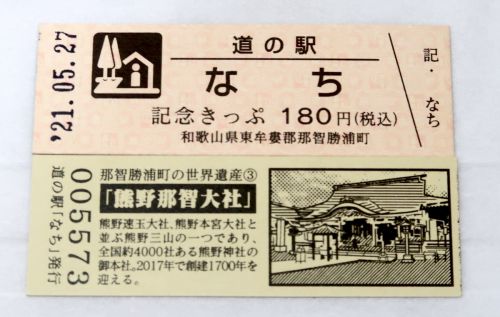 '21.05.27
道の駅
なち
記念きっぷ 180円(税込)
和歌山県東牟婁郡那智勝浦町
記・なち
那智勝浦町の世界遺産③
「熊野那智大社」
熊野速玉大社、熊野本宮大社と
並ぶ熊野三山の一つであり、
全国約4000社ある熊野神社の
御本社。2017年で創建1700年を
迎える。
005573
道の駅「なち」発行